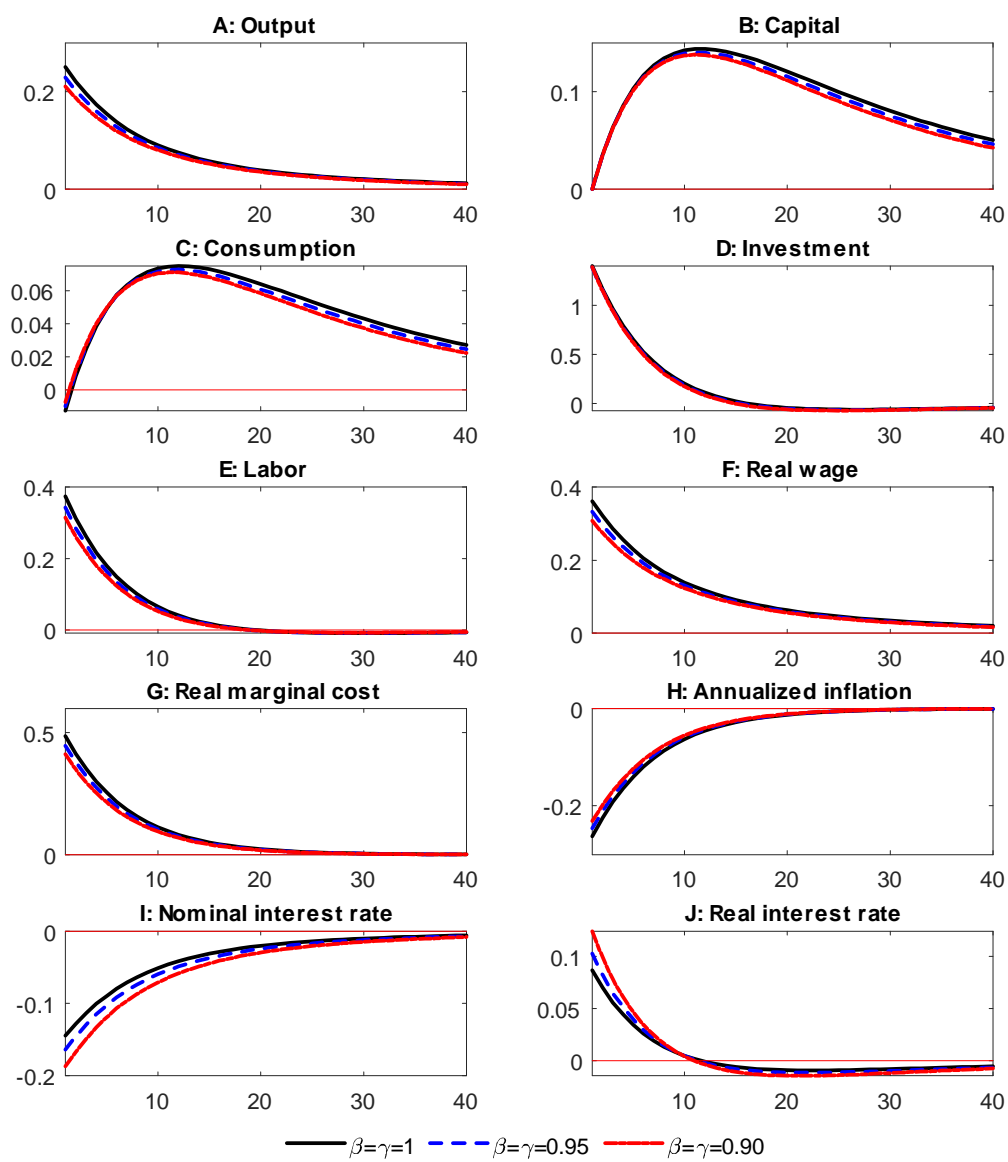 A: Output
0.2
0
10 20 30 40
B: Capital
0.1
0
10 20 30 40
C: Consumption
0.06
0.04
0.02
0
10 20 30 40
D: Investment
1
0.5
0
10 20 30 40
E: Labor
0.4
0.2
0
10 20 30 40
F: Real wage
0.4
0.2
0
10 20 30 40
G: Real marginal cost
0.5
0
10 20 30 40
H: Annualized inflation
0
-0.2
10 20 30 40
I: Nominal interest rate
0
-0.1
-0.2
10 20 30 40
J: Real interest rate
0.1
0.05
0
10 20 30 40
β=γ=1 β=γ=0.95 β=γ=0.90